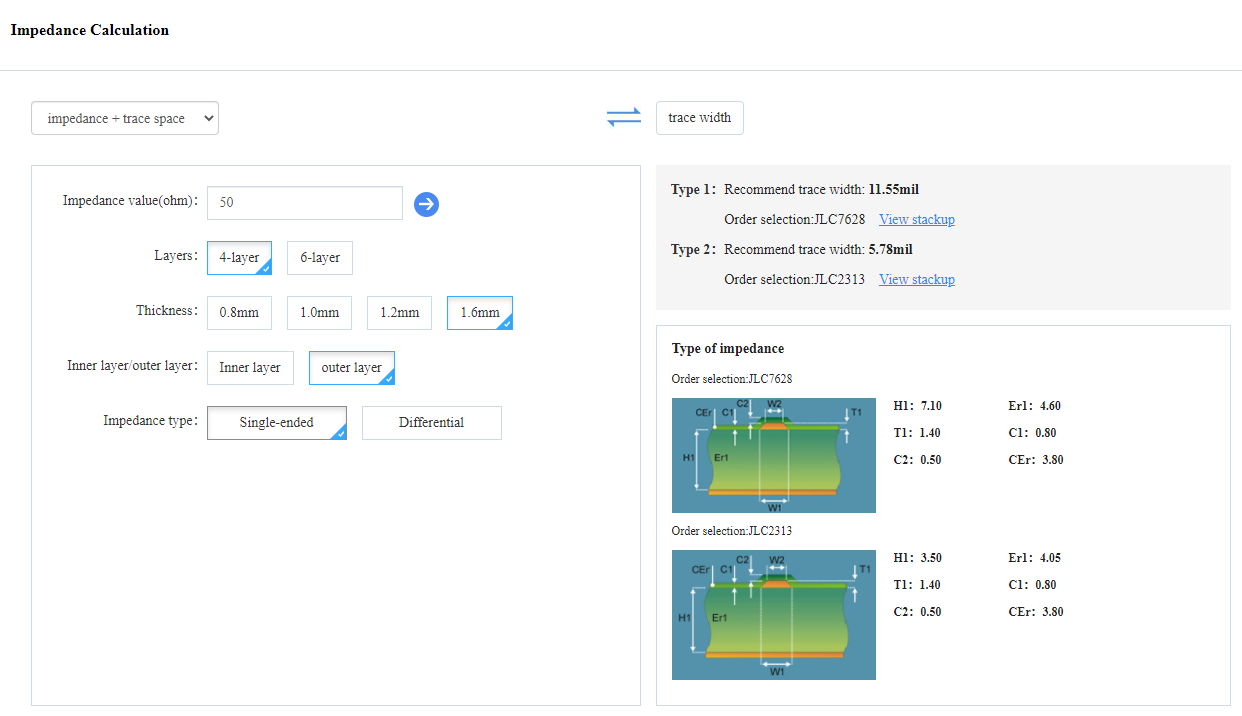 Impedance Calculation
impedance + trace space
trace width
Impedance value(ohm):
50
Layers:
4-layer
6-layer
Thickness:
0.8mm
1.0mm
1.2mm
1.6mm
Inner layer/outer layer:
Inner layer
outer layer
Impedance type:
Single-ended
Differential
Type 1: Recommend trace width: 11.55mil
Order selection:JLC7628 View stackup
Type 2: Recommend trace width: 5.78mil
Order selection:JLC2313 View stackup
Type of impedance
Order selection:JLC7628
C2 W2
CEr C1 T1
H1 Er1
W1
H1: 7.10 Er1: 4.60
T1: 1.40 C1: 0.80
C2: 0.50 CEr: 3.80
Order selection:JLC2313
C2 W2
CEr C1 T1
H1 Er1
W1
H1: 3.50 Er1: 4.05
T1: 1.40 C1: 0.80
C2: 0.50 CEr: 3.80